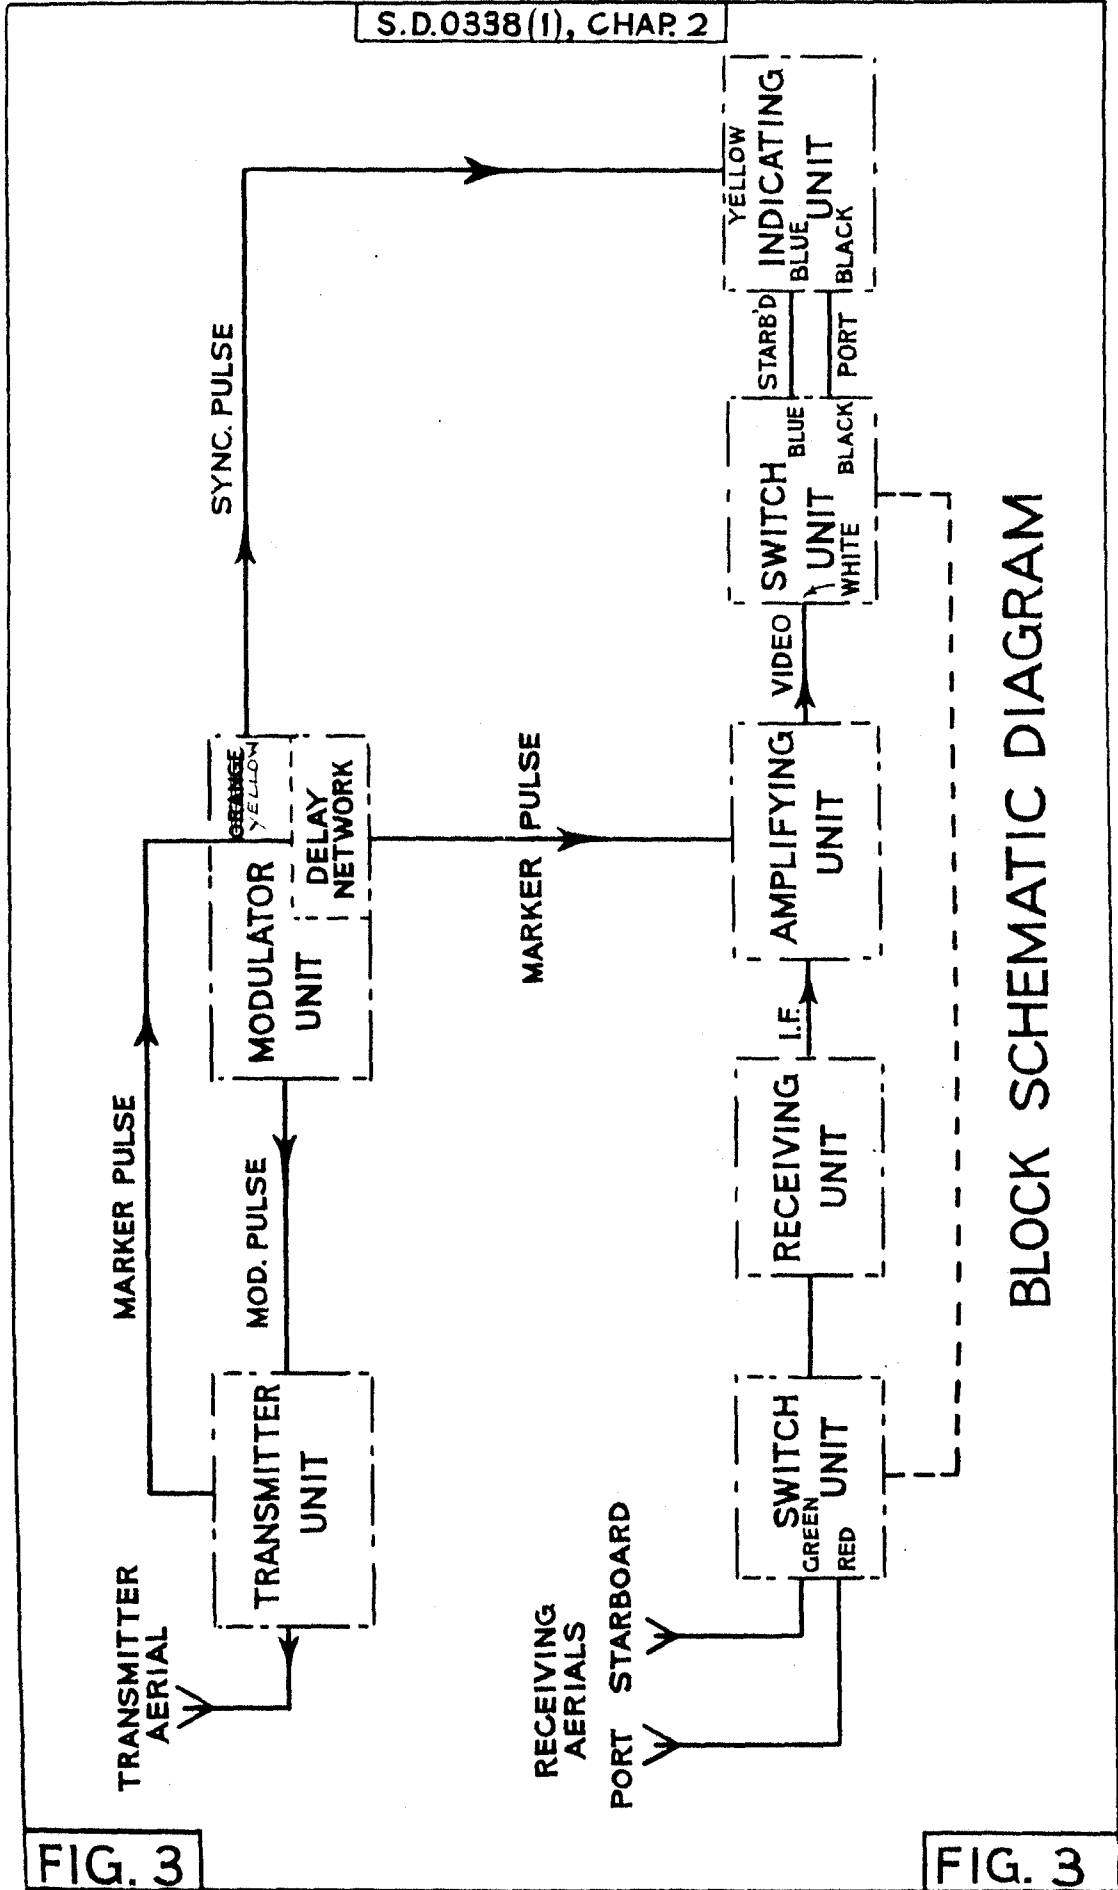 S.D.0338(1), CHAP. 2
TRANSMITTER
AERIAL
MARKER PULSE
SYNC. PULSE
TRANSMITTER
UNIT
MOD. PULSE
MODULATOR
UNIT
ORANGE
YELLOW
DELAY
NETWORK
MARKER PULSE
RECEIVING
AERIALS
PORT STARBOARD
SWITCH
UNIT
GREEN
RED
RECEIVING
UNIT
I.F.
AMPLIFYING
UNIT
VIDEO
SWITCH
UNIT
WHITE
BLUE
BLACK
STARB'D
PORT
YELLOW
INDICATING
UNIT
BLUE
BLACK
BLOCK SCHEMATIC DIAGRAM
FIG. 3
FIG. 3